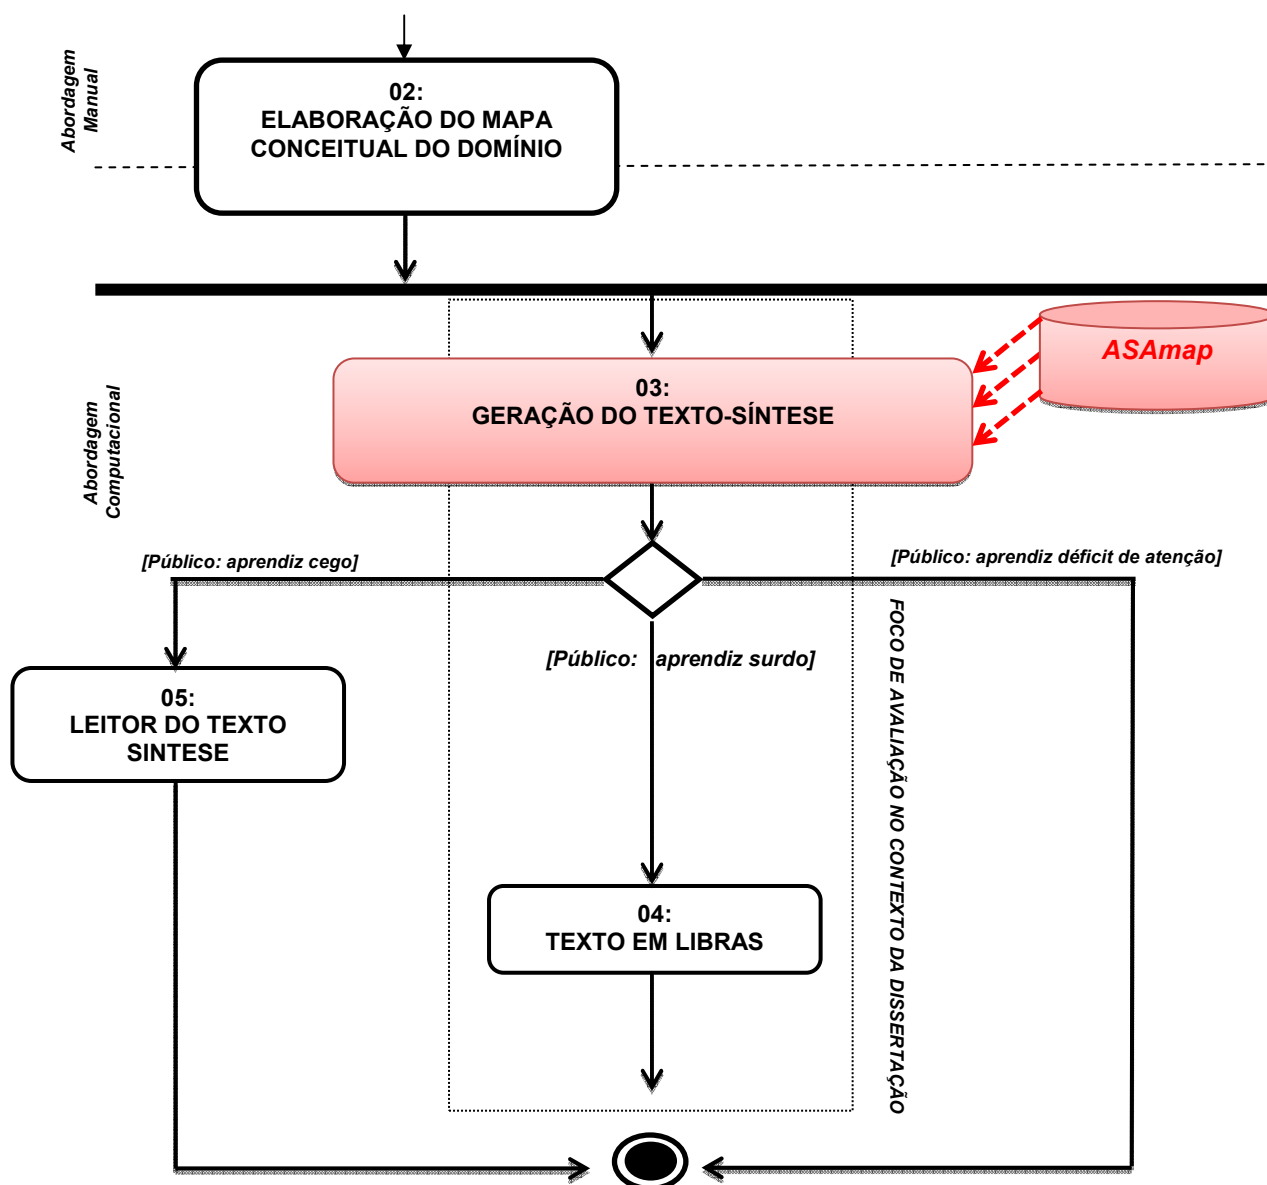 Abordagem
Manual
02:
ELABORAÇÃO DO MAPA
CONCEITUAL DO DOMÍNIO
ASAmap
03:
GERAÇÃO DO TEXTO-SÍNTESE
Abordagem
Computacional
[Público: aprendiz cego]
[Público: aprendiz déficit de atenção]
[Público: aprendiz surdo]
FOCO DE AVALIAÇÃO NO CONTEXTO DA DISSERTAÇÃO
05:
LEITOR DO TEXTO
SINTESE
04:
TEXTO EM LIBRAS